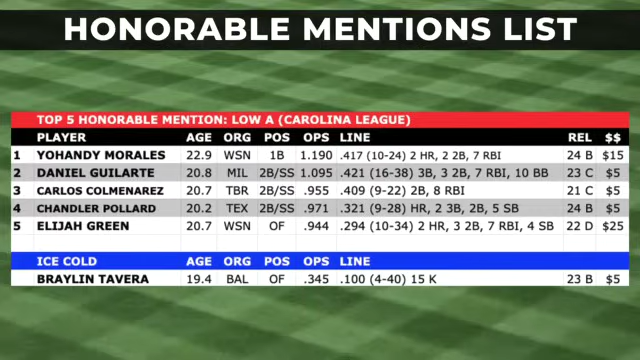 HONORABLE MENTIONS LIST
TOP 5 HONORABLE MENTION: LOW A (CAROLINA LEAGUE)
PLAYER AGE ORG POS OPS LINE REL $$
1 YOHANDY MORALES 22.9 WSN 1B 1.190 .417 (10-24) 2 HR, 2 2B, 7 RBI 24 B $15
2 DANIEL GUILARTE 20.8 MIL 2B/SS 1.095 .421 (16-38) 3B, 3 2B, 7 RBI, 10 BB 23 C $5
3 CARLOS COLMENAREZ 20.7 TBR 2B/SS .955 .409 (9-22) 2B, 8 RBI 21 C $5
4 CHANDLER POLLARD 20.2 TEX 2B/SS .971 .321 (9-28) HR, 2 3B, 2B, 5 SB 24 B $5
5 ELIJAH GREEN 20.7 WSN OF .944 .294 (10-34) 2 HR, 3 2B, 7 RBI, 4 SB 22 D $25
ICE COLD AGE ORG POS OPS LINE
BRAYLIN TAVERA 19.4 BAL OF .345 .100 (4-40) 15 K 23 B $5